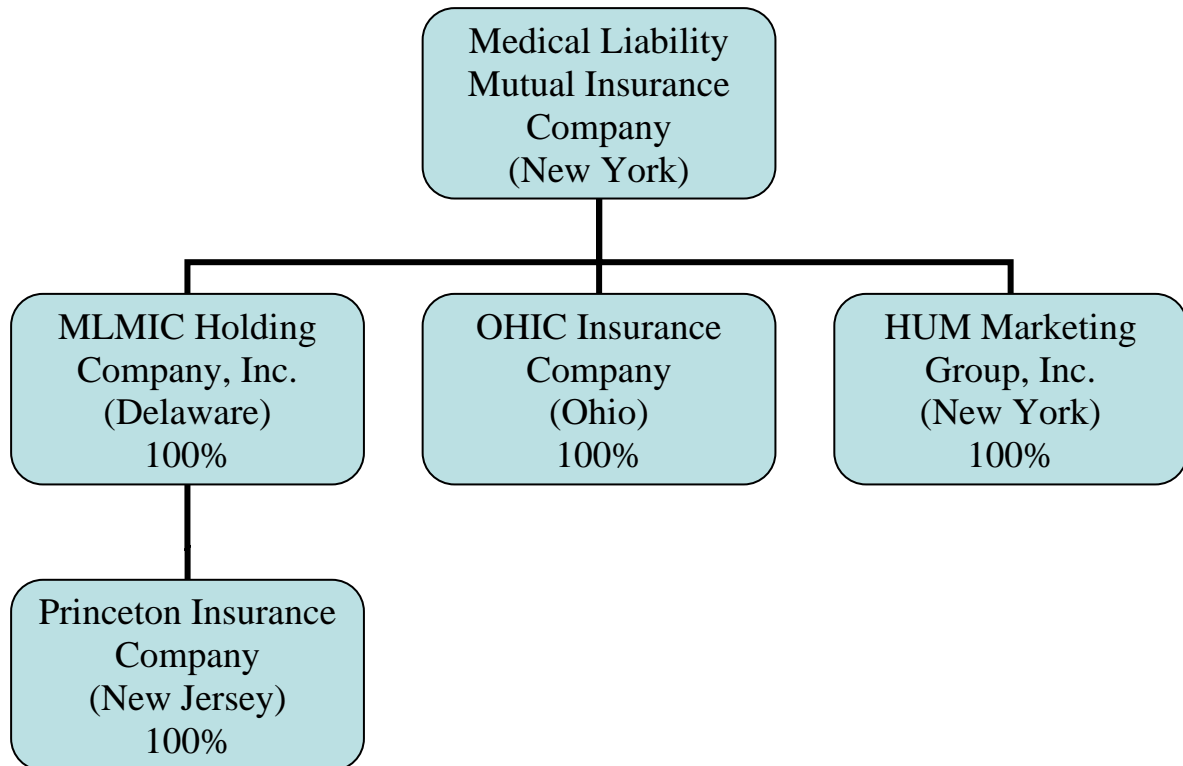 Medical Liability
Mutual Insurance
Company
(New York)
MLMIC Holding
Company, Inc.
(Delaware)
100%
OHIC Insurance
Company
(Ohio)
100%
HUM Marketing
Group, Inc.
(New York)
100%
Princeton Insurance
Company
(New Jersey)
100%